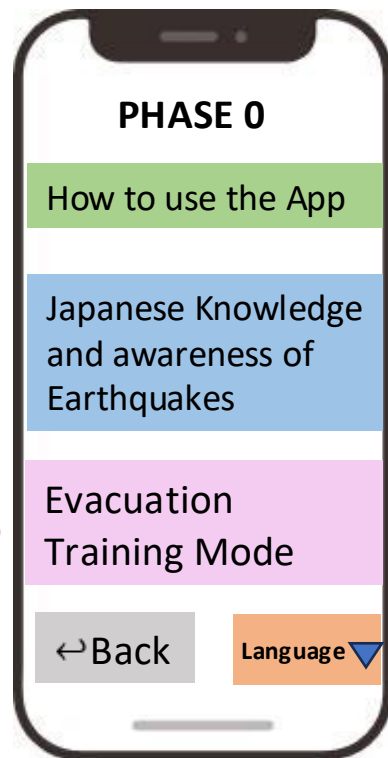 PHASE 0
How to use the App
Japanese Knowledge
and awareness of
Earthquakes
Evacuation
Training Mode
↩Back
Language